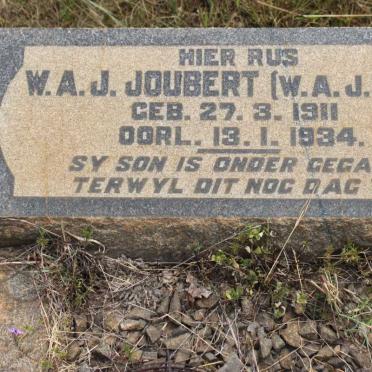 HIER RUS
W.A.J. JOUBERT (W.A.J.
GEB. 27. 3. 1911
OORL. 13. 1. 1934.
SY SON IS ONDER GEGA
TERWYL DIT NOG DAG